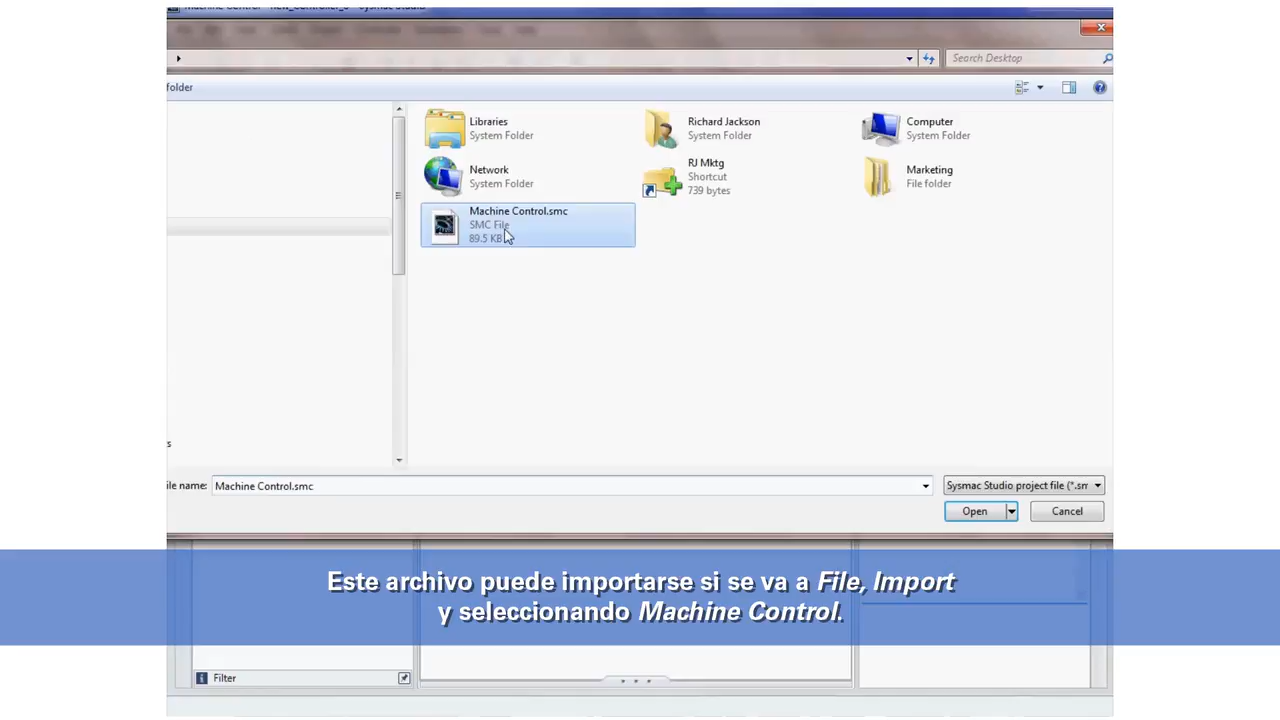 Search Desktop
folder
Libraries
System Folder
Richard Jackson
System Folder
Computer
System Folder
Network
System Folder
RJ Mktg
Shortcut
739 bytes
Marketing
File folder
Machine Control.smc
SMC File
89.5 KB
s
ile name: Machine Control.smc
Sysmac Studio project file (*.sm
Open
Cancel
Este archivo puede importarse si se va a File, Import
y seleccionando Machine Control.
Filter